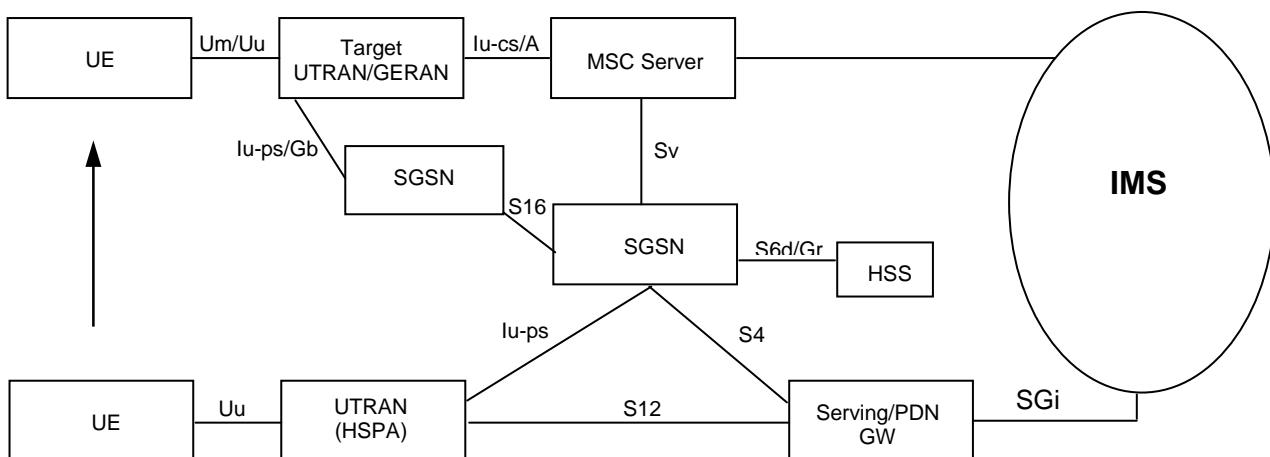 UE
Um/Uu
Target
UTRAN/GERAN
Iu-cs/A
MSC Server
Iu-ps/Gb
SGSN
Sv
IMS
S16
SGSN
S6d/Gr
HSS
Iu-ps
S4
UE
Uu
UTRAN
(HSPA)
S12
Serving/PDN
GW
SGi